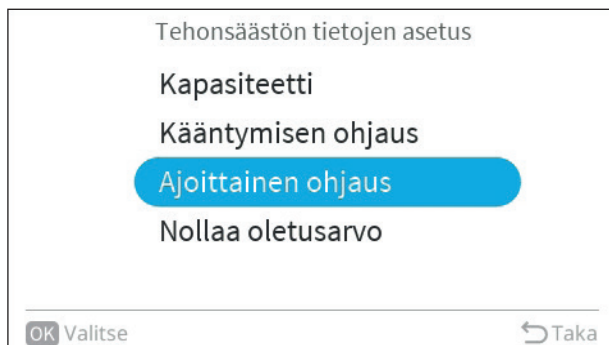 Tehonsäästön tietojen asetus
Kapasiteetti
Kääntymisen ohjaus
Ajoittainen ohjaus
Nollaa oletusarvo
OK Valitse
Taka